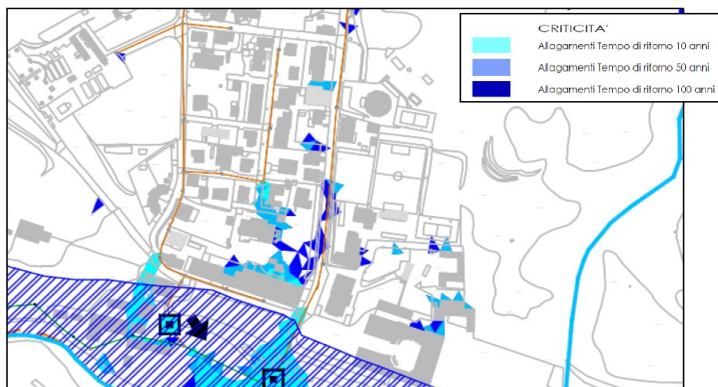 CRITICITA'
Allagamenti Tempo di ritorno 10 anni
Allagamenti Tempo di ritorno 50 anni
Allagamenti Tempo di ritorno 100 anni